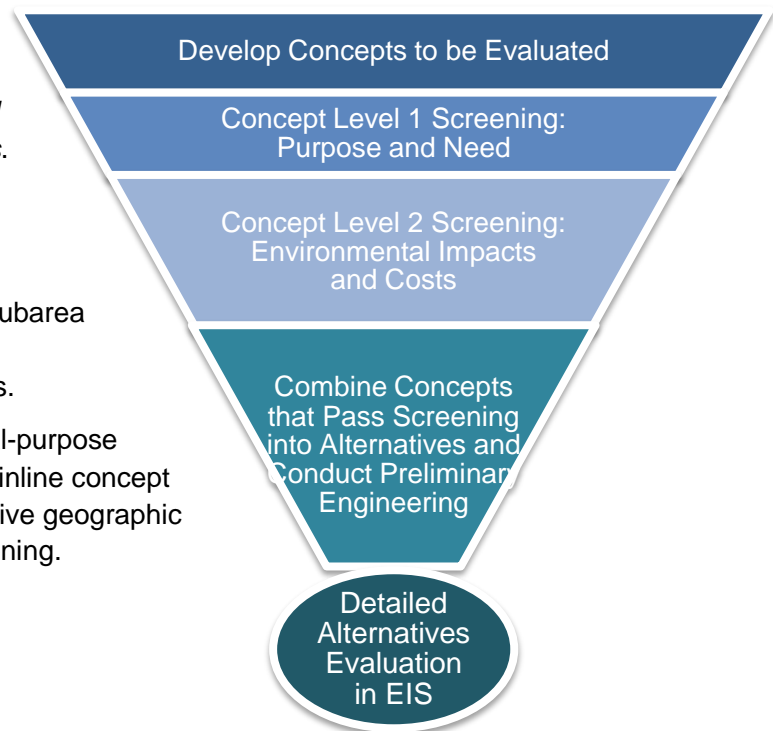 s.
ubarea
s.
l-purpose
inline concept
ive geographic
ning.
Develop Concepts to be Evaluated
Concept Level 1 Screening:
Purpose and Need
Concept Level 2 Screening:
Environmental Impacts
and Costs
Combine Concepts
that Pass Screening
into Alternatives and
Conduct Preliminary
Engineering
Detailed
Alternatives
Evaluation
in EIS